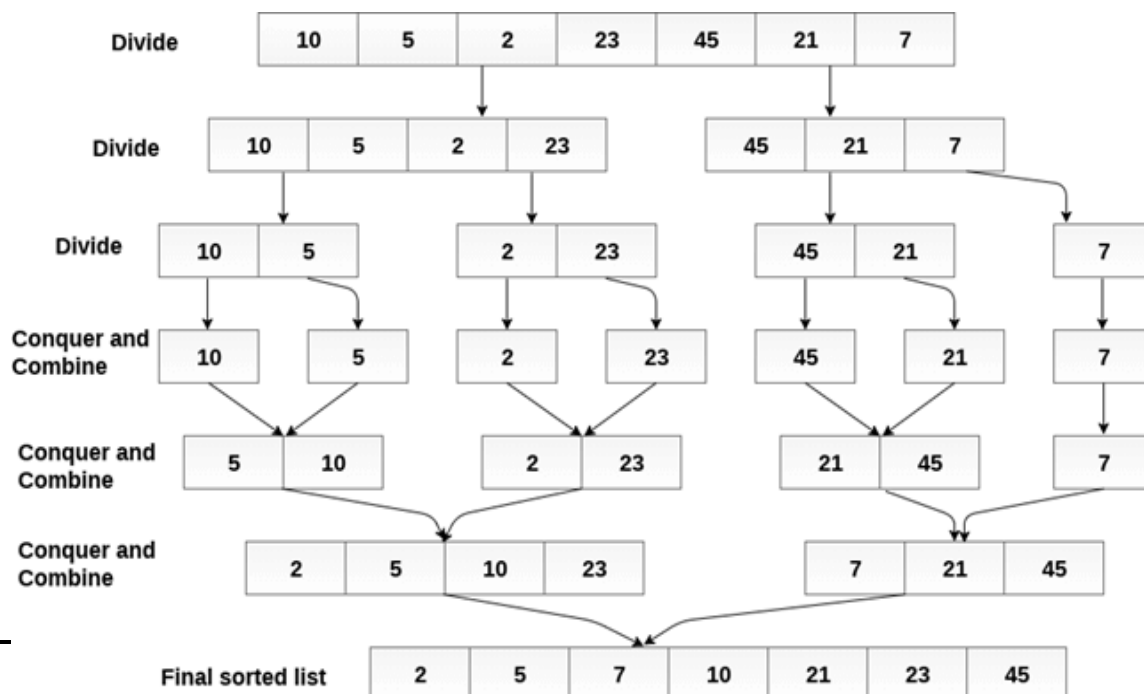 Divide 10 5 2 23 45 21 7
Divide 10 5 2 23 45 21 7
Divide 10 5 2 23 45 21 7
Conquer and
Combine 10 5 2 23 45 21 7
Conquer and
Combine 5 10 2 23 21 45 7
Conquer and
Combine 2 5 10 23 7 21 45
Final sorted list 2 5 7 10 21 23 45